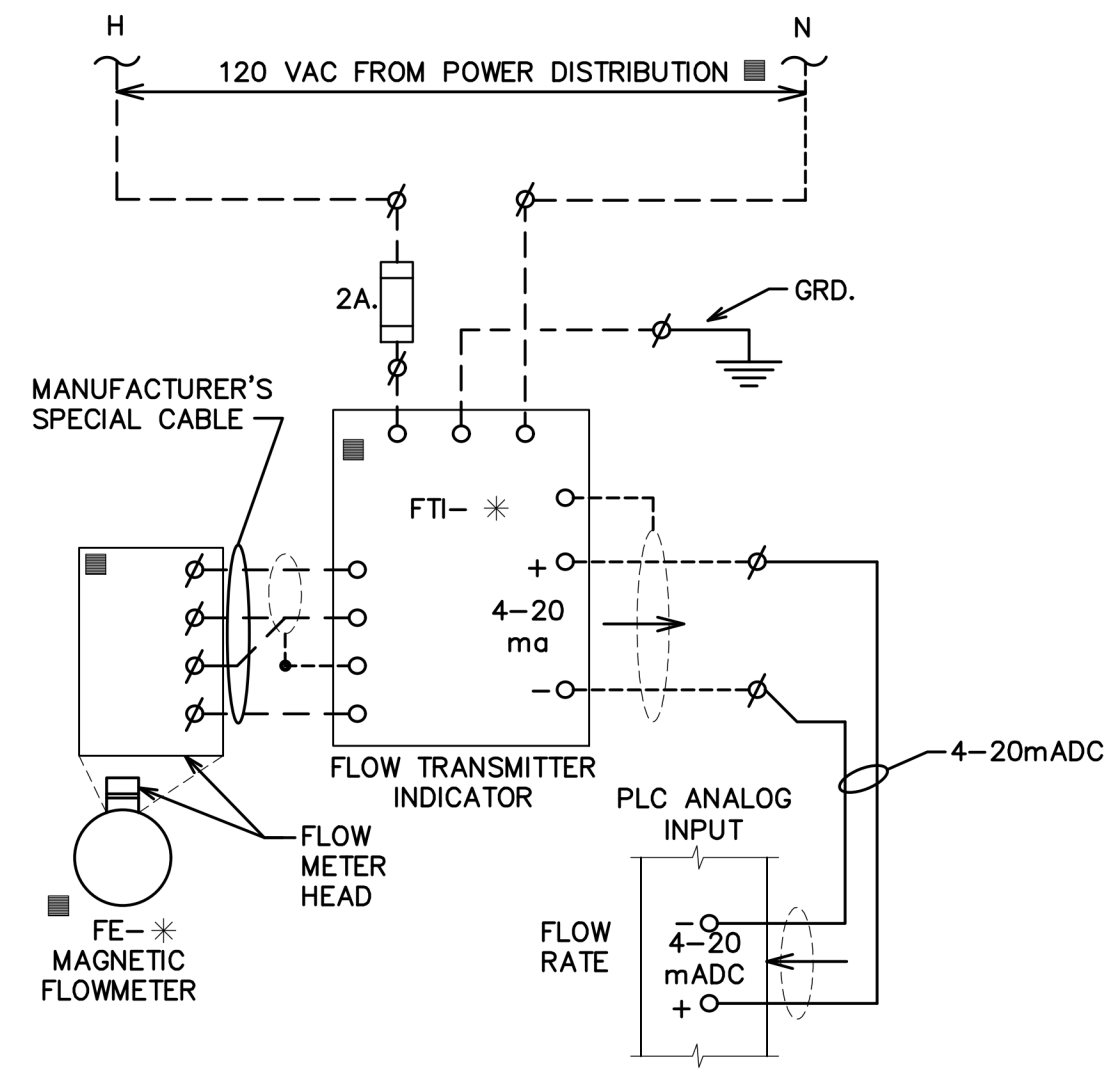 H
N
120 VAC FROM POWER DISTRIBUTION
2A.
GRD.
MANUFACTURER'S
SPECIAL CABLE
FTI- ✳
+
4-20
ma
-
FLOW TRANSMITTER
INDICATOR
4-20mADC
PLC ANALOG
INPUT
FLOW
METER
HEAD
FE- ✳
MAGNETIC
FLOWMETER
FLOW
RATE
-
4-20
mADC
+